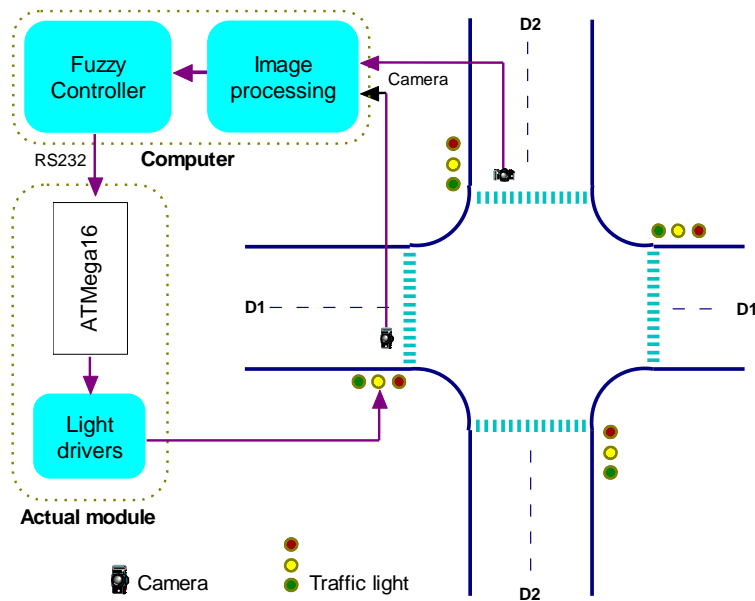 Fuzzy
Controller
Image
processing
Camera
D2
RS232
Computer
ATMega16
D1
D1
Light
drivers
Actual module
Camera
Traffic light
D2